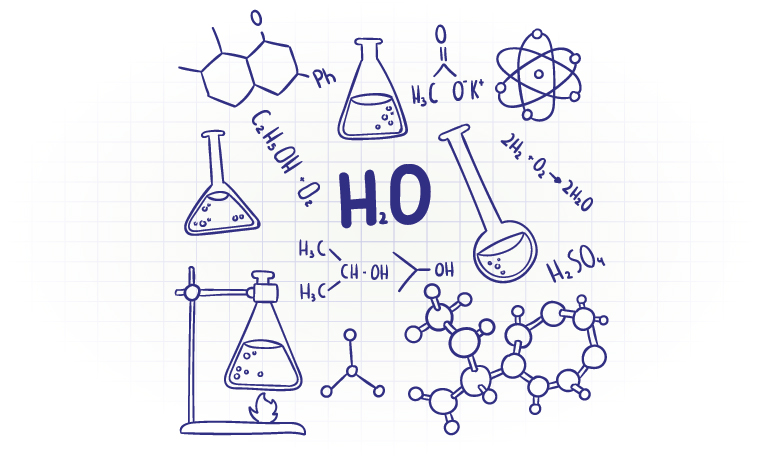 O
Ph
O
H₃C O⁻K⁺
C₂H₅OH + O₂
2H₂ + O₂ → 2H₂O
H₂O
H₂SO₄
H₃C
CH - OH
H₃C
OH